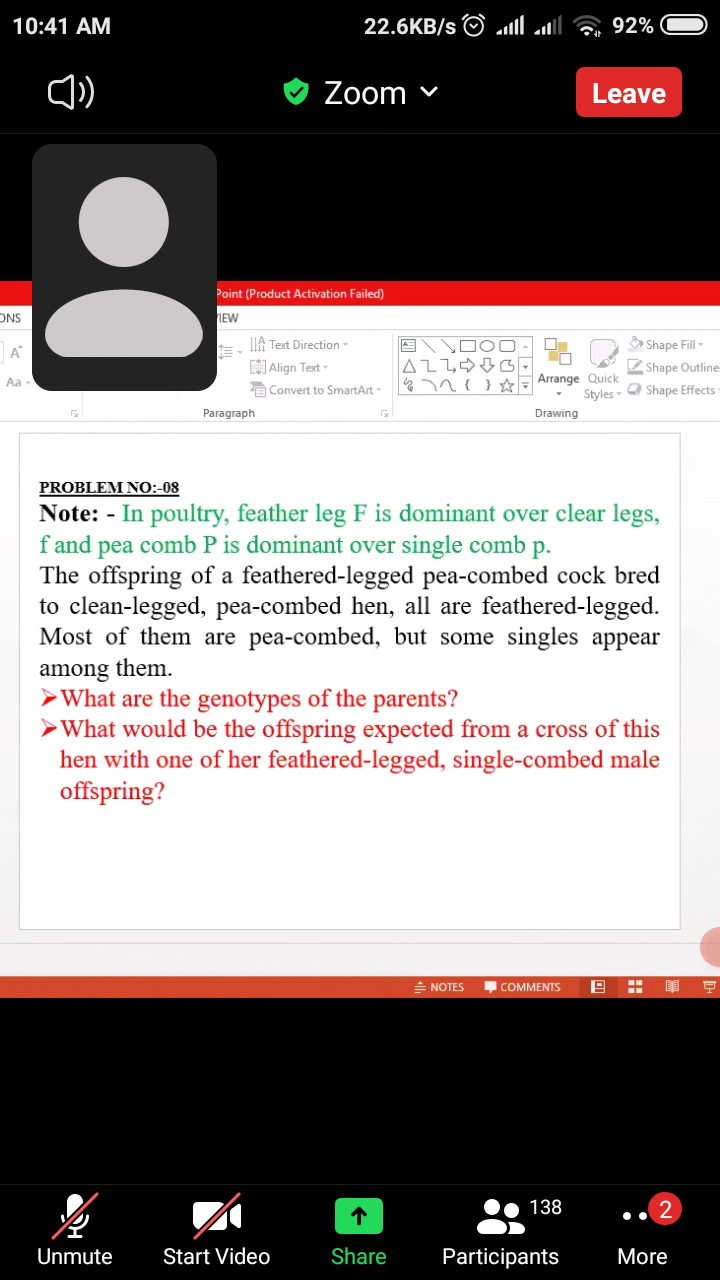 10:41 AM 22.6KB/s 92%
Zoom Leave
Point (Product Activation Failed)
ONS IEW
A Text Direction Shape Fill
Aa Align Text Arrange Quick Shape Outline
Convert to SmartArt Styles Shape Effects
Paragraph Drawing
PROBLEM NO:-08
Note: - In poultry, feather leg F is dominant over clear legs,
f and pea comb P is dominant over single comb p.
The offspring of a feathered-legged pea-combed cock bred
to clean-legged, pea-combed hen, all are feathered-legged.
Most of them are pea-combed, but some singles appear
among them.
➢What are the genotypes of the parents?
➢What would be the offspring expected from a cross of this
hen with one of her feathered-legged, single-combed male
offspring?
NOTES COMMENTS
138 2
Unmute Start Video Share Participants More